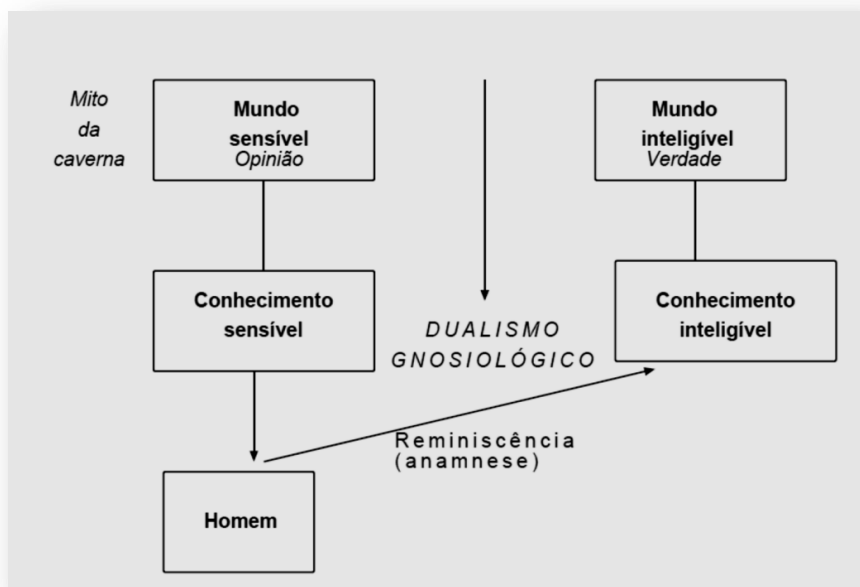 Mito
da
caverna
Mundo
sensível
Opinião
Mundo
inteligível
Verdade
Conhecimento
sensível
DUALISMO
GNOSIOLÓGICO
Conhecimento
inteligível
Reminiscência
(anamnese)
Homem